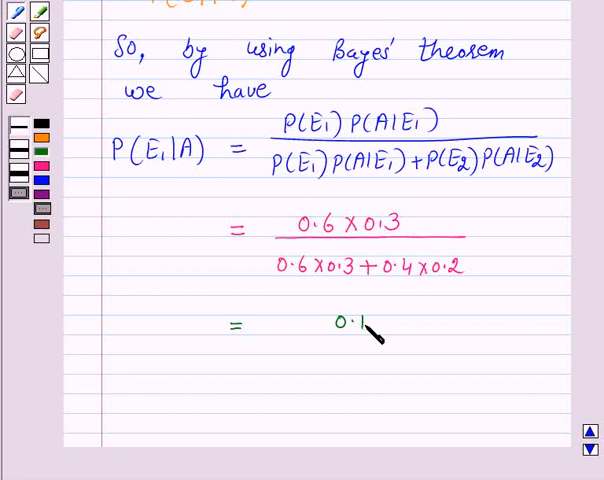 So, by using Bayes' theorem
we have
P(E₁|A) = P(E₁) P(A|E₁) / P(E₁) P(A|E₁) + P(E₂) P(A|E₂)
= 0.6 × 0.3 / 0.6 × 0.3 + 0.4 × 0.2
= 0.1